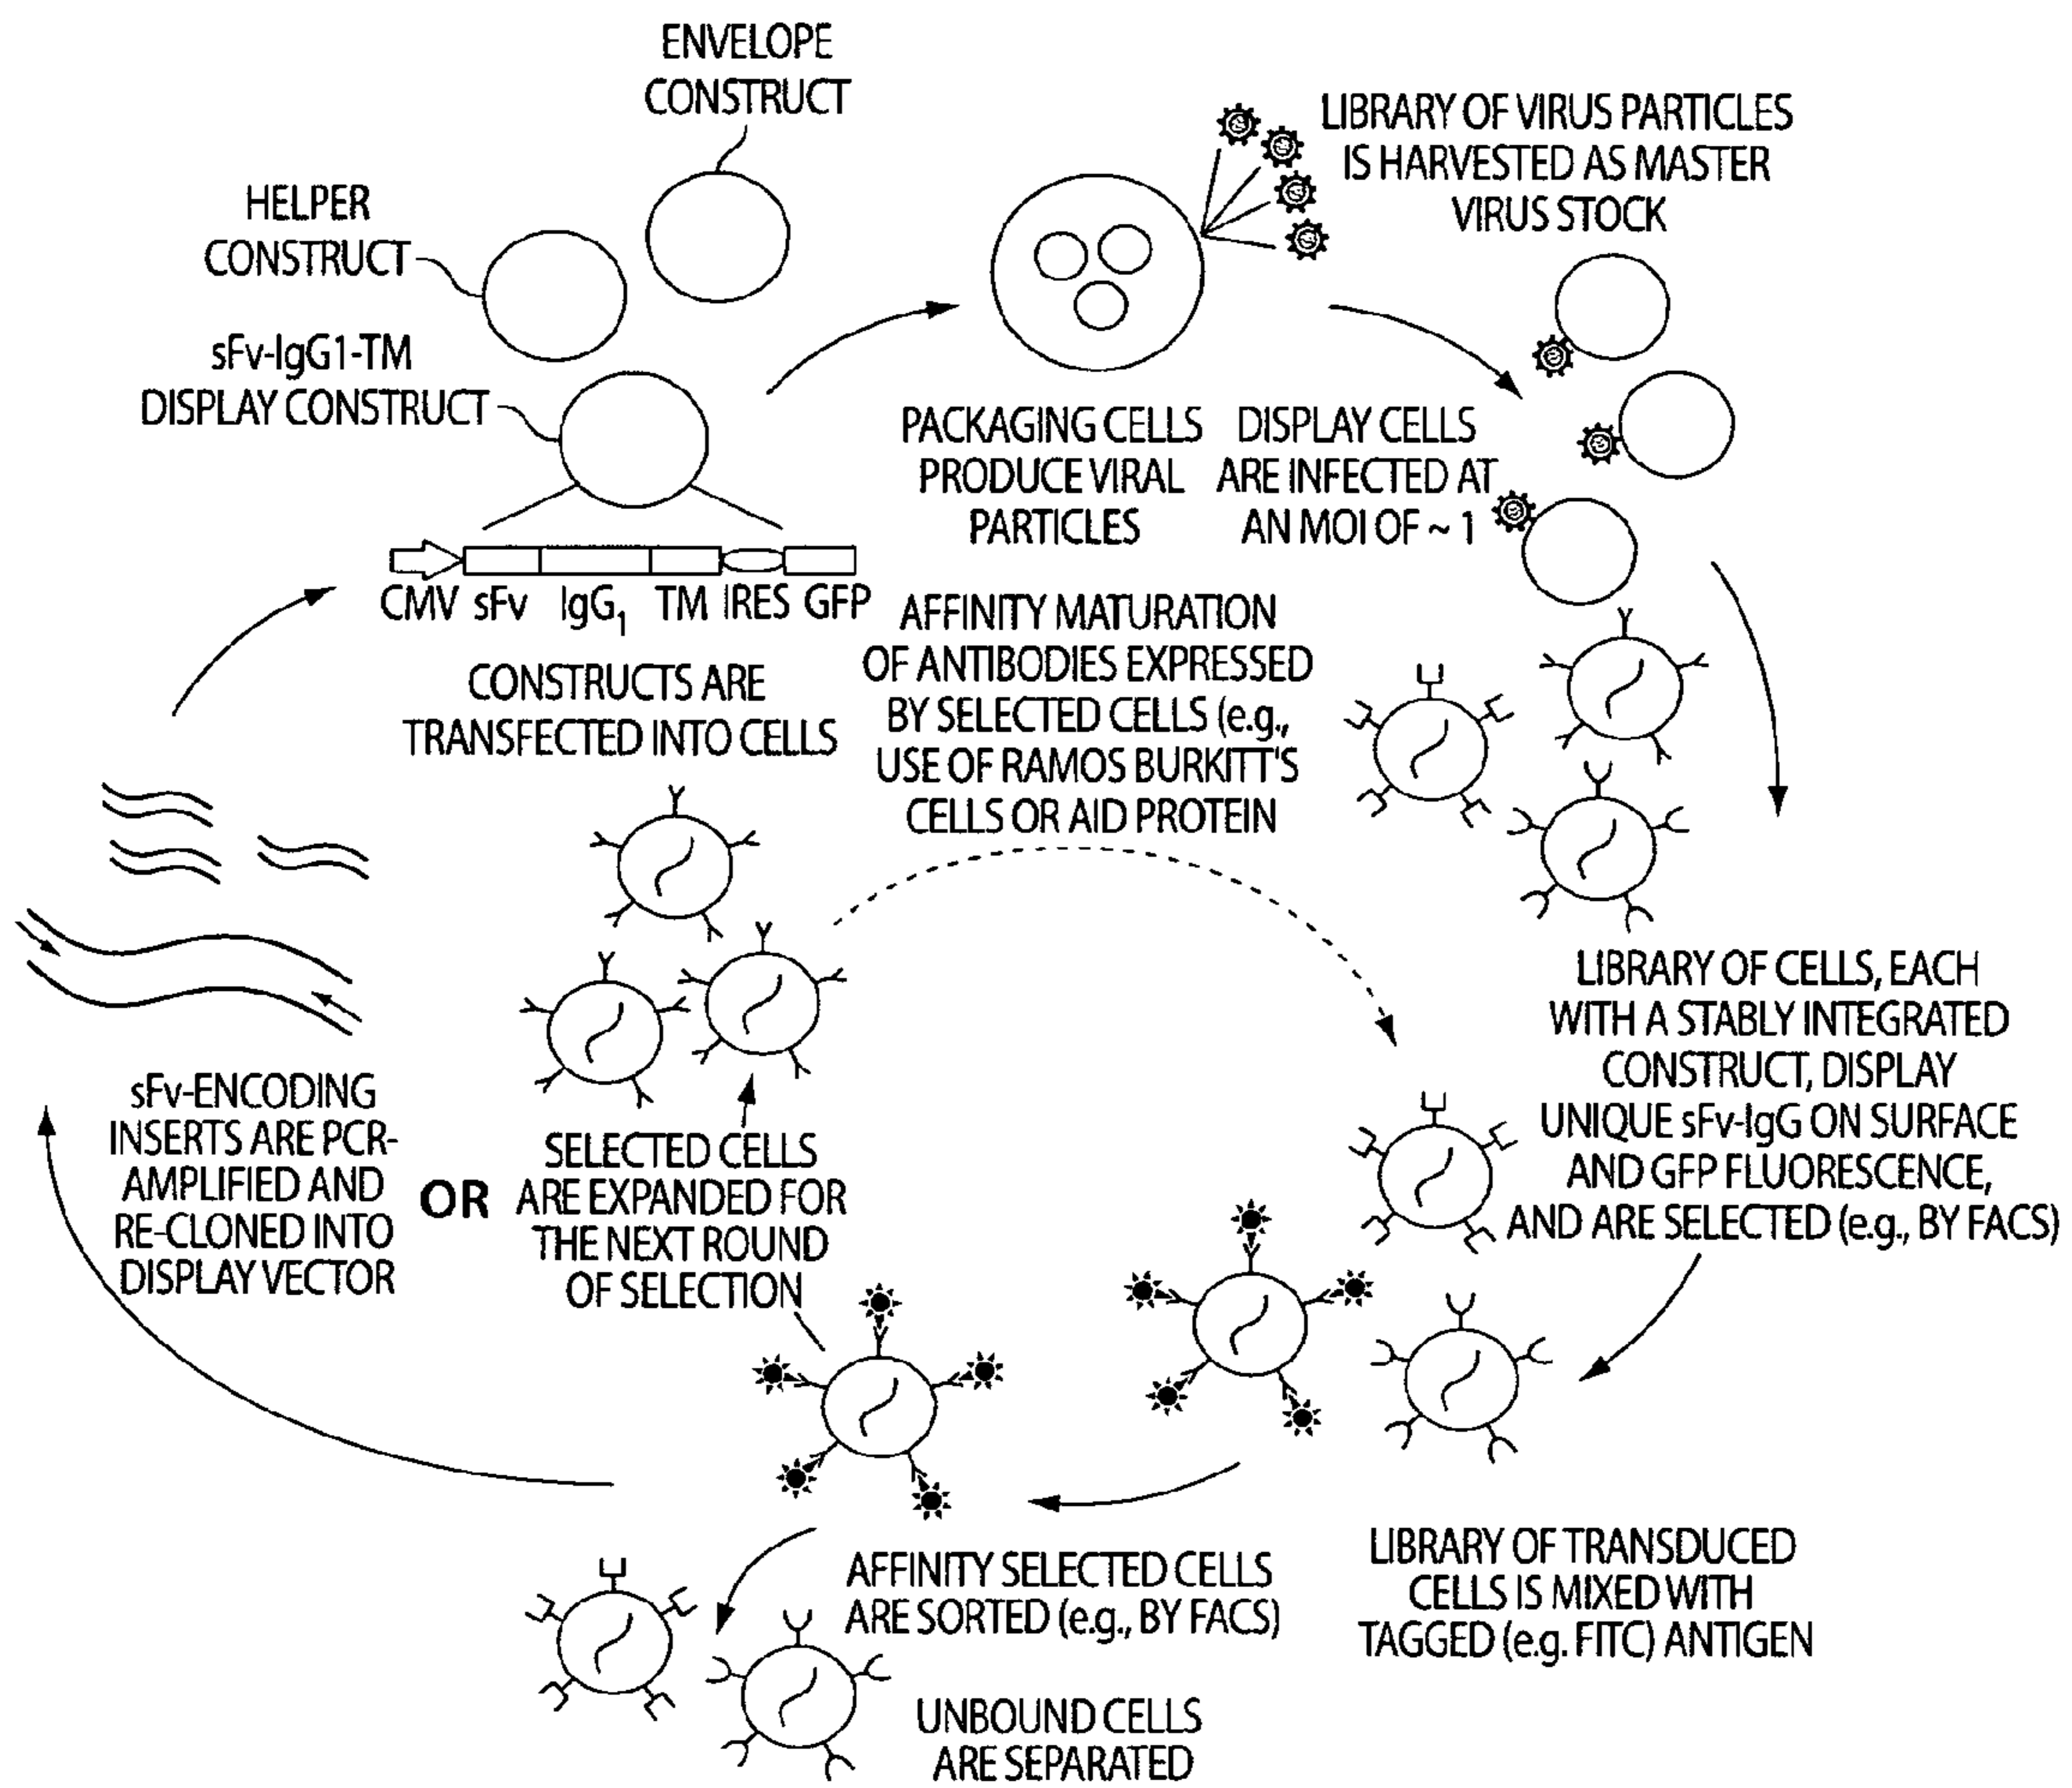 ENVELOPE
CONSTRUCT
HELPER
CONSTRUCT
sFv-IgG1-TM
DISPLAY CONSTRUCT
CMV sFv IgG1 TM IRES GFP
CONSTRUCTS ARE
TRANSFECTED INTO CELLS
LIBRARY OF VIRUS PARTICLES
IS HARVESTED AS MASTER
VIRUS STOCK
PACKAGING CELLS
PRODUCE VIRAL
PARTICLES
DISPLAY CELLS
ARE INFECTED AT
AN MOI OF ~ 1
AFFINITY MATURATION
OF ANTIBODIES EXPRESSED
BY SELECTED CELLS (e.g.,
USE OF RAMOS BURKITT'S
CELLS OR AID PROTEIN
LIBRARY OF CELLS, EACH
WITH A STABLY INTEGRATED
CONSTRUCT, DISPLAY
UNIQUE sFv-IgG ON SURFACE
AND GFP FLUORESCENCE,
AND ARE SELECTED (e.g., BY FACS)
sFv-ENCODING
INSERTS ARE PCR-
AMPLIFIED AND
RE-CLONED INTO
DISPLAY VECTOR
OR
SELECTED CELLS
ARE EXPANDED FOR
THE NEXT ROUND
OF SELECTION
LIBRARY OF TRANSDUCED
CELLS IS MIXED WITH
TAGGED (e.g. FITC) ANTIGEN
AFFINITY SELECTED CELLS
ARE SORTED (e.g., BY FACS)
UNBOUND CELLS
ARE SEPARATED